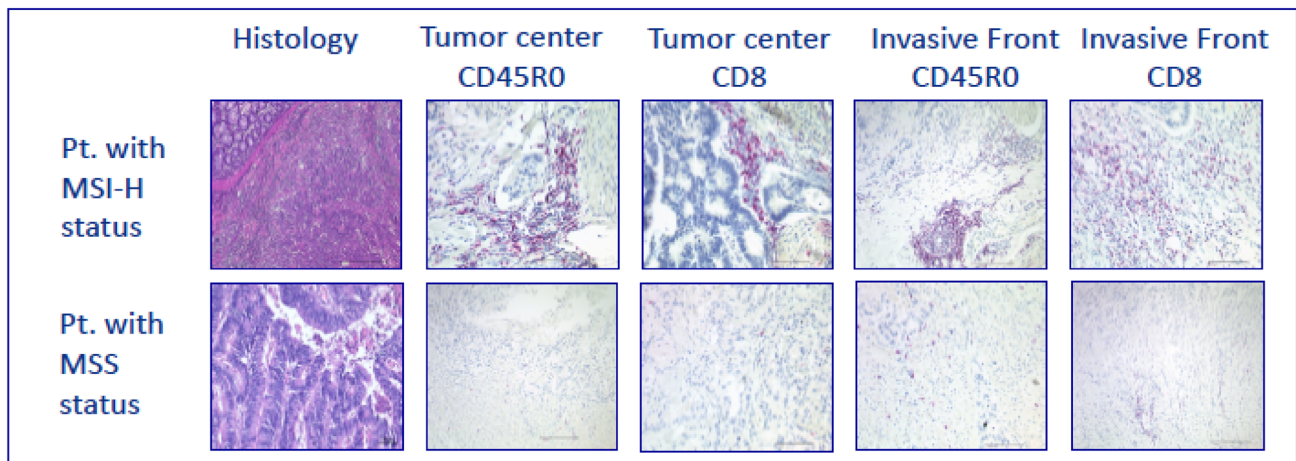 Histology
Tumor center
CD45R0
Tumor center
CD8
Invasive Front
CD45R0
Invasive Front
CD8
Pt. with
MSI-H
status
Pt. with
MSS
status